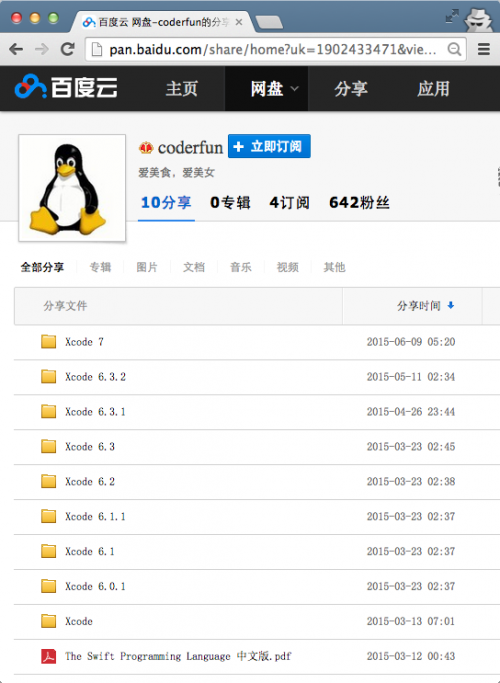 百度云 网盘-coderfun的分享
pan.baidu.com/share/home?uk=1902433471&vie...
百度云 主页 网盘 分享 应用
coderfun + 立即订阅
爱美食，爱美女
10分享 0专辑 4订阅 642粉丝
全部分享 专辑 图片 文档 音乐 视频 其他
分享文件 分享时间
Xcode 7 2015-06-09 05:20
Xcode 6.3.2 2015-05-11 02:34
Xcode 6.3.1 2015-04-26 23:44
Xcode 6.3 2015-03-23 02:45
Xcode 6.2 2015-03-23 02:38
Xcode 6.1.1 2015-03-23 02:37
Xcode 6.1 2015-03-23 02:37
Xcode 6.0.1 2015-03-23 02:37
Xcode 2015-03-13 07:01
The Swift Programming Language 中文版.pdf 2015-03-12 00:43